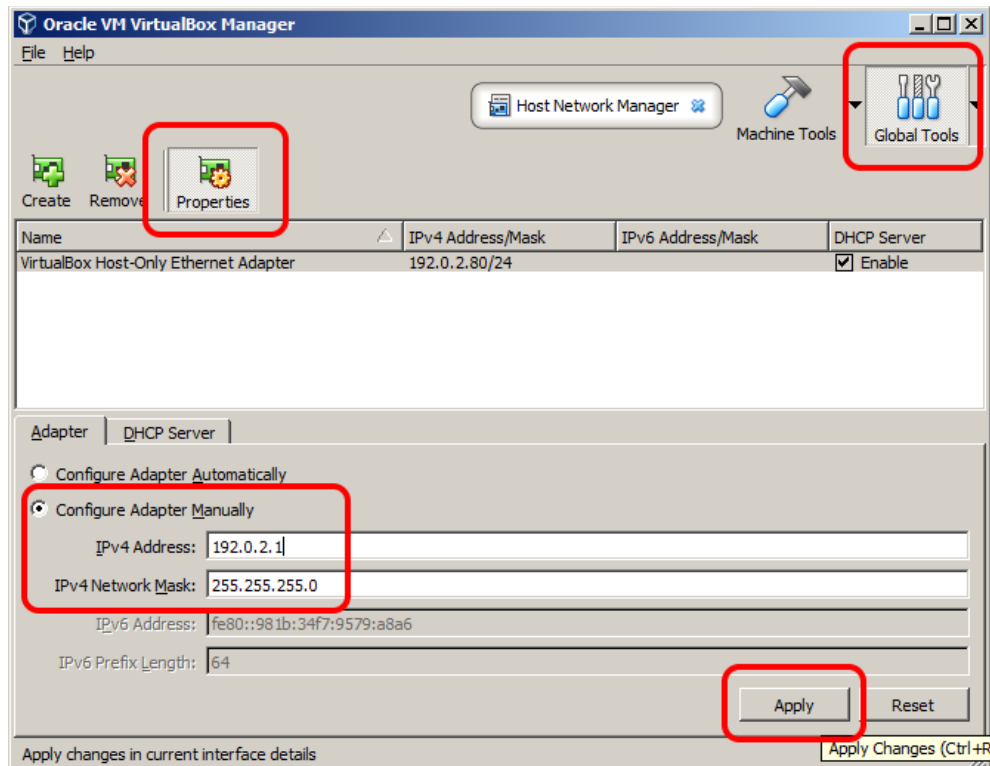 Oracle VM VirtualBox Manager
File Help
Host Network Manager
Machine Tools
Global Tools
Create Remove Properties
Name IPv4 Address/Mask IPv6 Address/Mask DHCP Server
VirtualBox Host-Only Ethernet Adapter 192.0.2.80/24 Enable
Adapter DHCP Server
Configure Adapter Automatically
Configure Adapter Manually
IPv4 Address: 192.0.2.1
IPv4 Network Mask: 255.255.255.0
IPv6 Address: fe80::981b:34f7:9579:a8a6
IPv6 Prefix Length: 64
Apply Reset
Apply changes in current interface details
Apply Changes (Ctrl+R